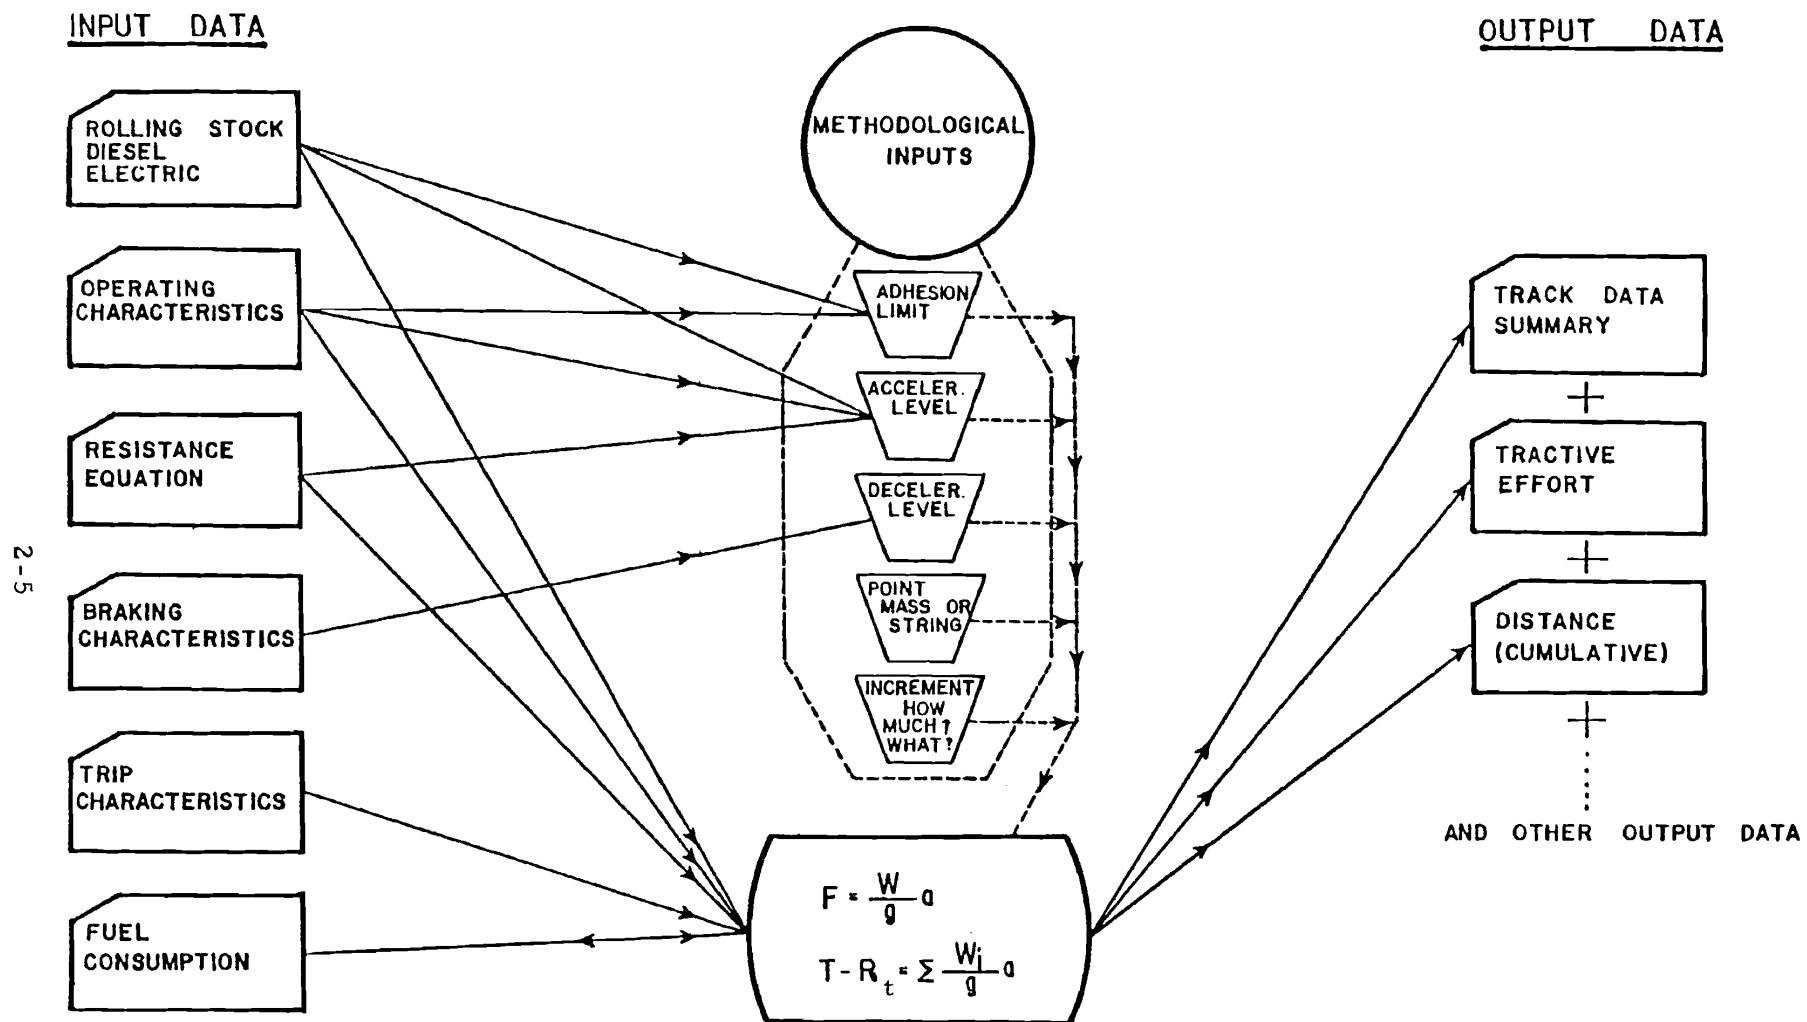 INPUT DATA
ROLLING STOCK
DIESEL
ELECTRIC
OPERATING
CHARACTERISTICS
RESISTANCE
EQUATION
BRAKING
CHARACTERISTICS
TRIP
CHARACTERISTICS
FUEL
CONSUMPTION
2-5
METHODOLOGICAL
INPUTS
ADHESION
LIMIT
ACCELER.
LEVEL
DECELER.
LEVEL
POINT
MASS OR
STRING
INCREMENT
HOW
MUCH?
WHAT?
F = W/g a
T - R_t = Σ W_i/g a
OUTPUT DATA
TRACK DATA
SUMMARY
+
TRACTIVE
EFFORT
+
DISTANCE
(CUMULATIVE)
+
AND OTHER OUTPUT DATA